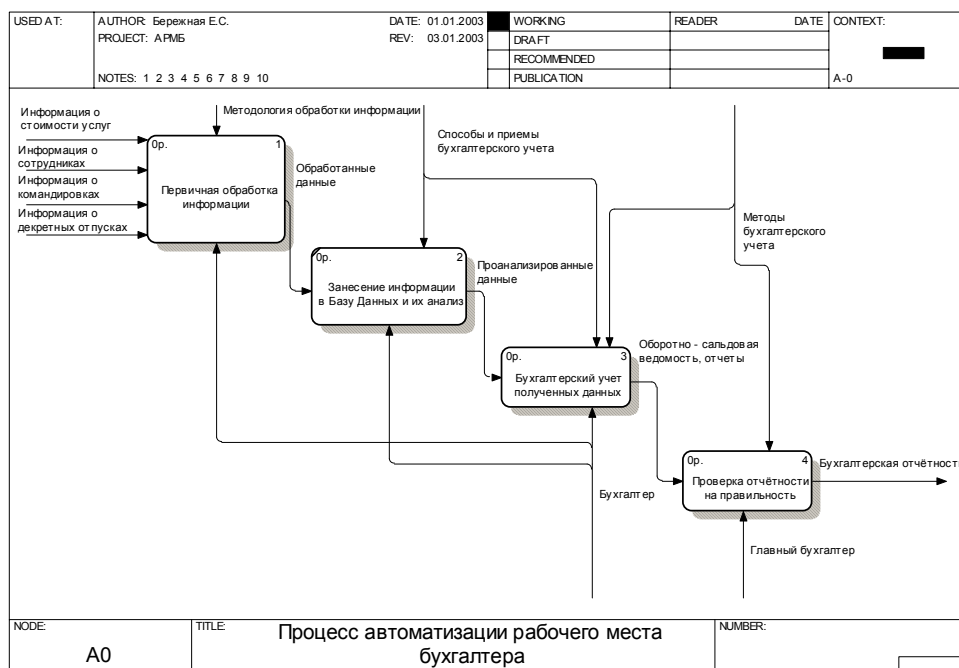 USED AT:
AUTHOR: Бережная Е.С.
DATE: 01.01.2003
WORKING
READER
DATE
CONTEXT:
PROJECT: АРМБ
REV: 03.01.2003
DRAFT
RECOMMENDED
NOTES: 1 2 3 4 5 6 7 8 9 10
PUBLICATION
A-0
Информация о
стоимости услуг
Информация о
сотрудниках
Информация о
командировках
Информация о
декретных отпусках
Методология обработки информации
0р.
1
Первичная обработка
информации
Обработанные
данные
Способы и приемы
бухгалтерского учета
Методы
бухгалтерского
учета
0р.
2
Занесение информации
в Базу Данных и их анализ
Проанализированные
данные
0р.
3
Бухгалтерский учет
полученных данных
Оборотно - сальдовая
ведомость, отчеты
0р.
4
Проверка отчётности
на правильность
Бухгалтерская отчётность
Бухгалтер
Главный бухгалтер
NODE:
A0
TITLE:
Процесс автоматизации рабочего места
бухгалтера
NUMBER: